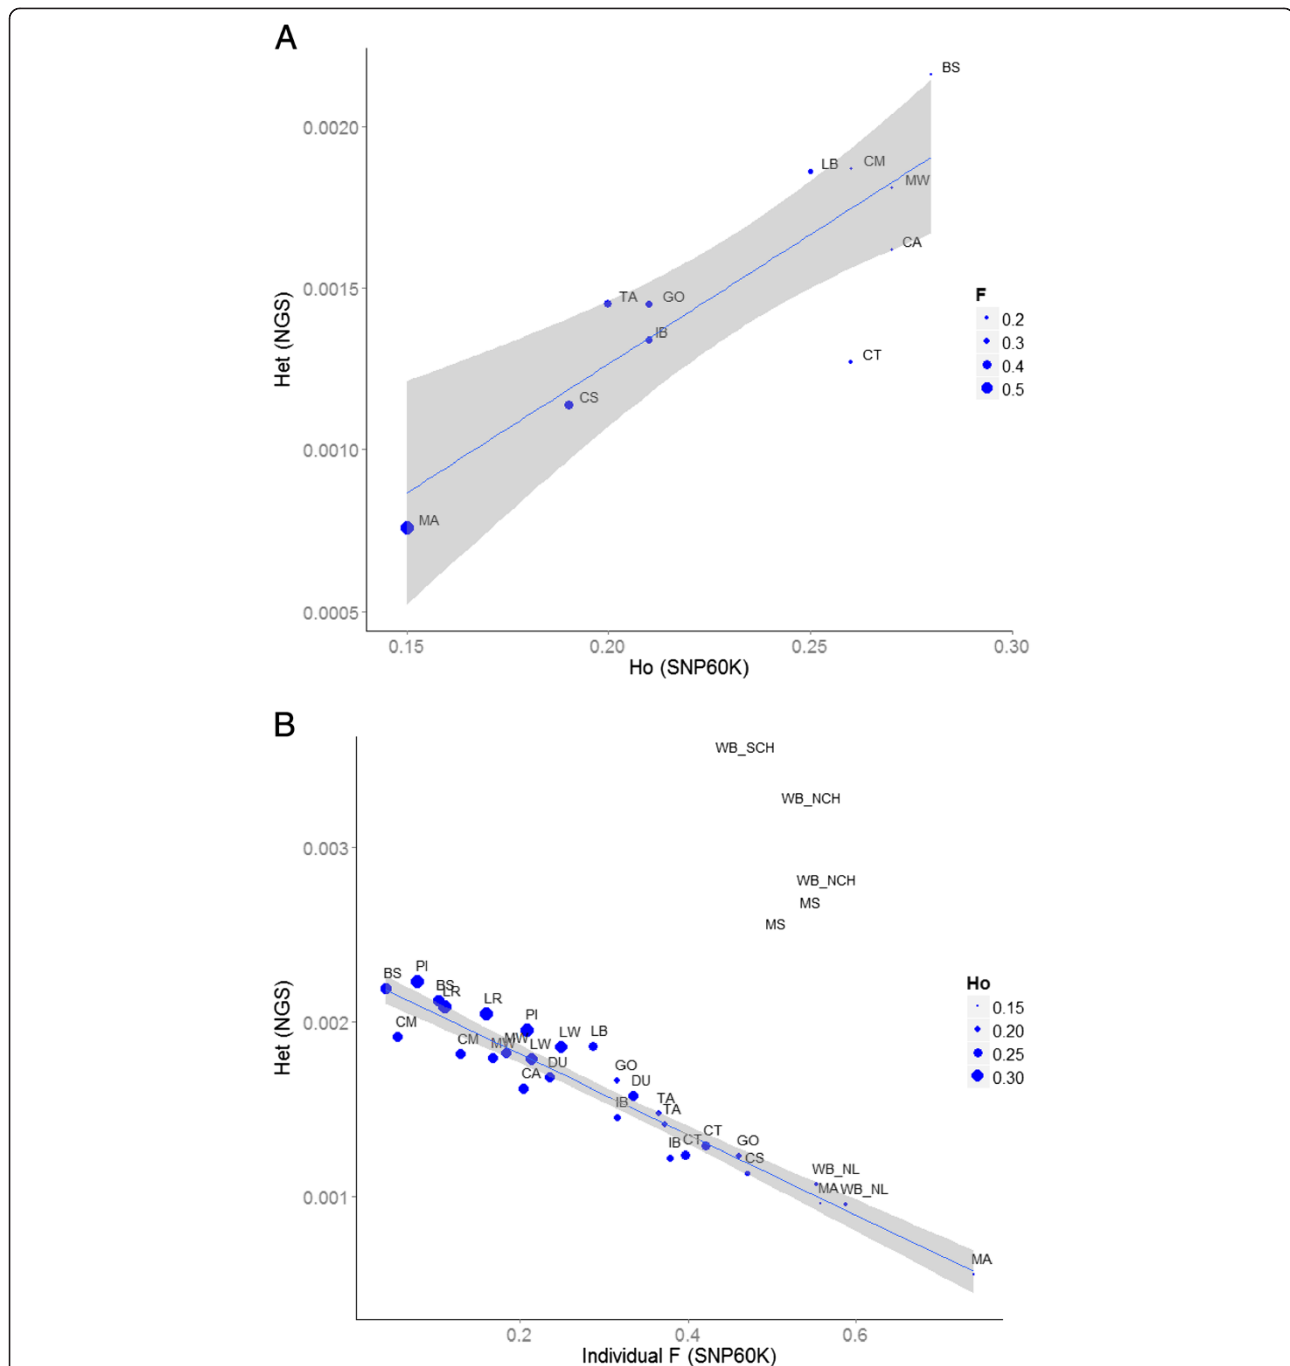 A
BS
0.0020
LB
CM
MW
CA
0.0015
TA
GO
IB
CT
CS
0.0010
MA
0.0005
Het (NGS)
F
0.2
0.3
0.4
0.5
0.15
0.20
0.25
0.30
Ho (SNP60K)
B
WB_SCH
WB_NCH
0.003
WB_NCH
MS
MS
BS
PI
BS
LR
LR
PI
CM
0.002
CM
MW
MW
LW
LW
LB
CA
DU
GO
DU
IB
TA
TA
IB
CT
CT
GO
CS
WB_NL
MA
WB_NL
0.001
MA
Het (NGS)
Ho
0.15
0.20
0.25
0.30
0.2
0.4
0.6
Individual F (SNP60K)